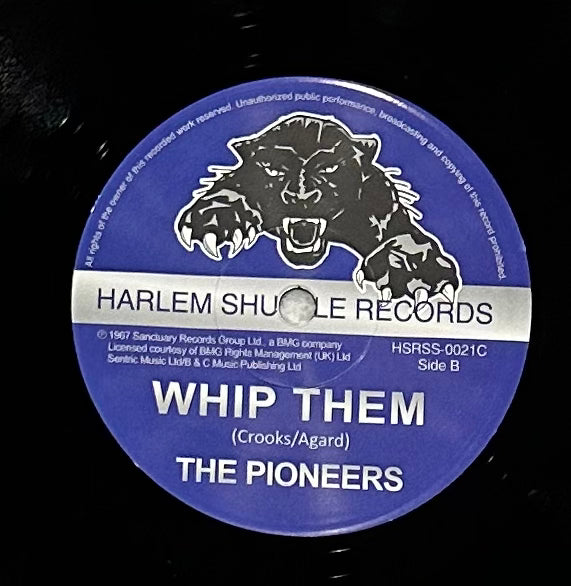 All rights of the owner of this recorded work reserved. Unauthorized public performance, broadcasting and copying of this record prohibited.
HARLEM SHU LE RECORDS
℗ 1967 Sanctuary Records Group Ltd., a BMG company
Licensed courtesy of BMG Rights Management (UK) Ltd
Sentric Music Ltd/B & C Music Publishing Ltd
HSRSS-0021C
Side B
WHIP THEM
(Crooks/Agard)
THE PIONEERS